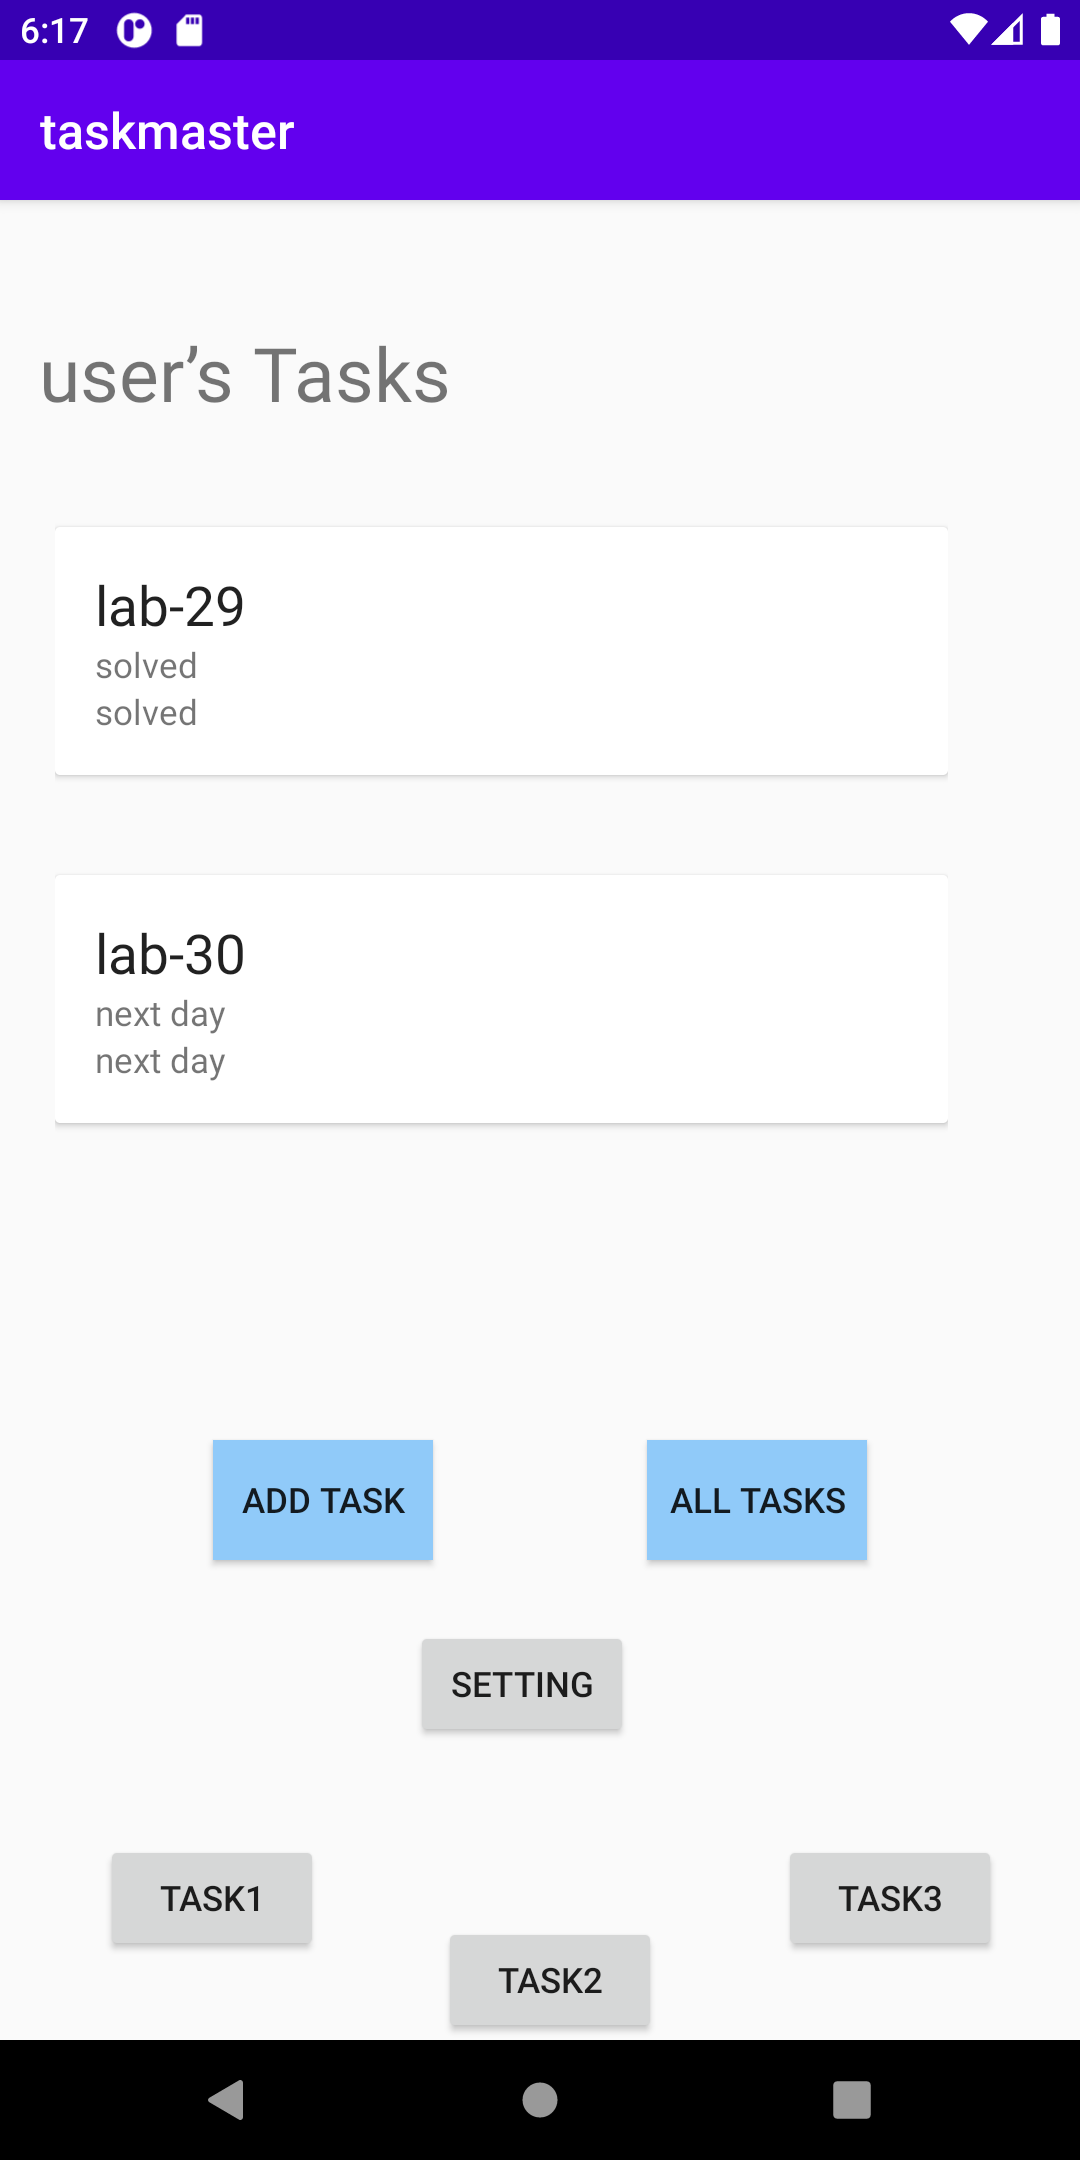 6:17
taskmaster
user’s Tasks
lab-29
solved
solved
lab-30
next day
next day
ADD TASK
ALL TASKS
SETTING
TASK1
TASK3
TASK2